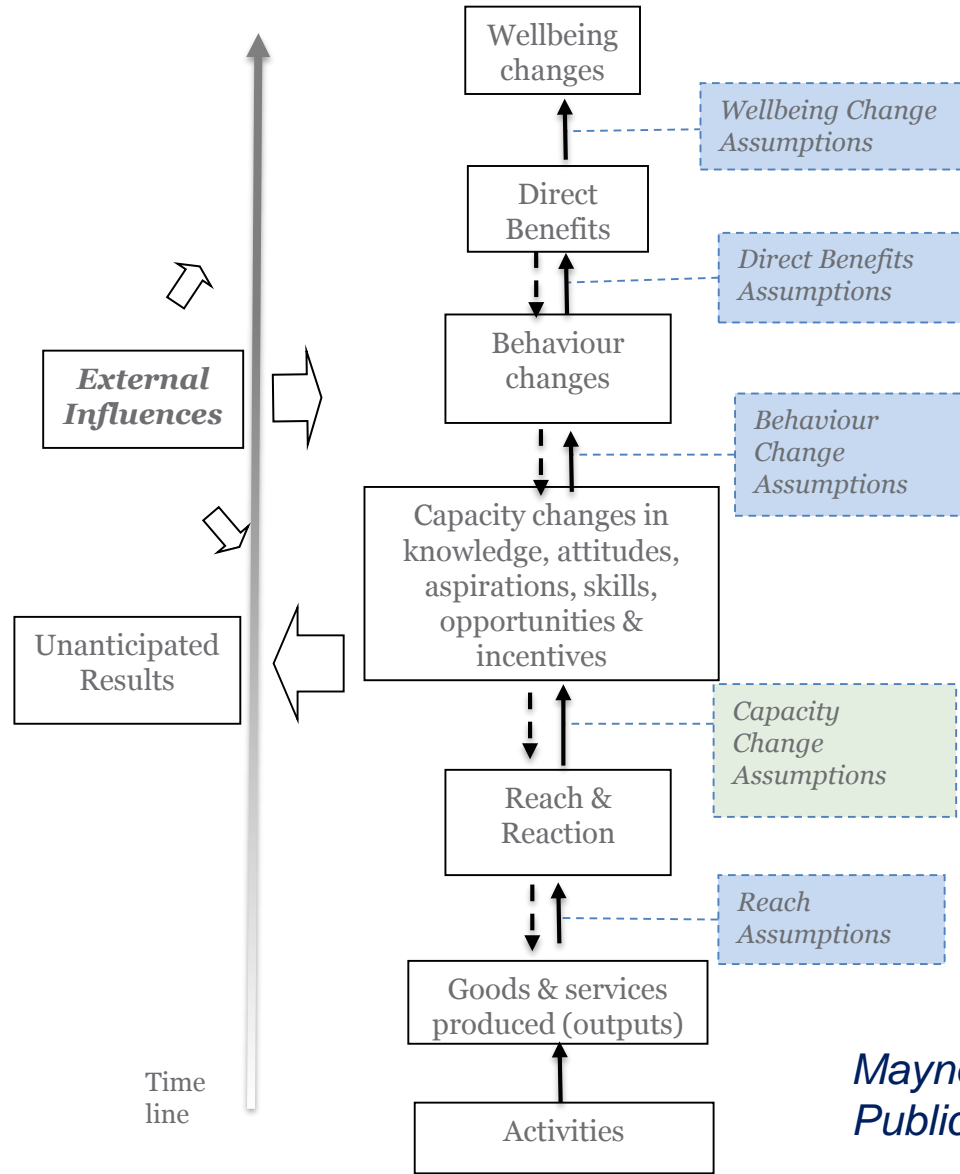 Wellbeing
changes
Wellbeing Change
Assumptions
Direct
Benefits
Direct Benefits
Assumptions
External
Influences
Behaviour
changes
Behaviour
Change
Assumptions
Capacity changes in
knowledge, attitudes,
aspirations, skills,
opportunities &
incentives
Unanticipated
Results
Capacity
Change
Assumptions
Reach &
Reaction
Reach
Assumptions
Goods & services
produced (outputs)
Time
line
Activities